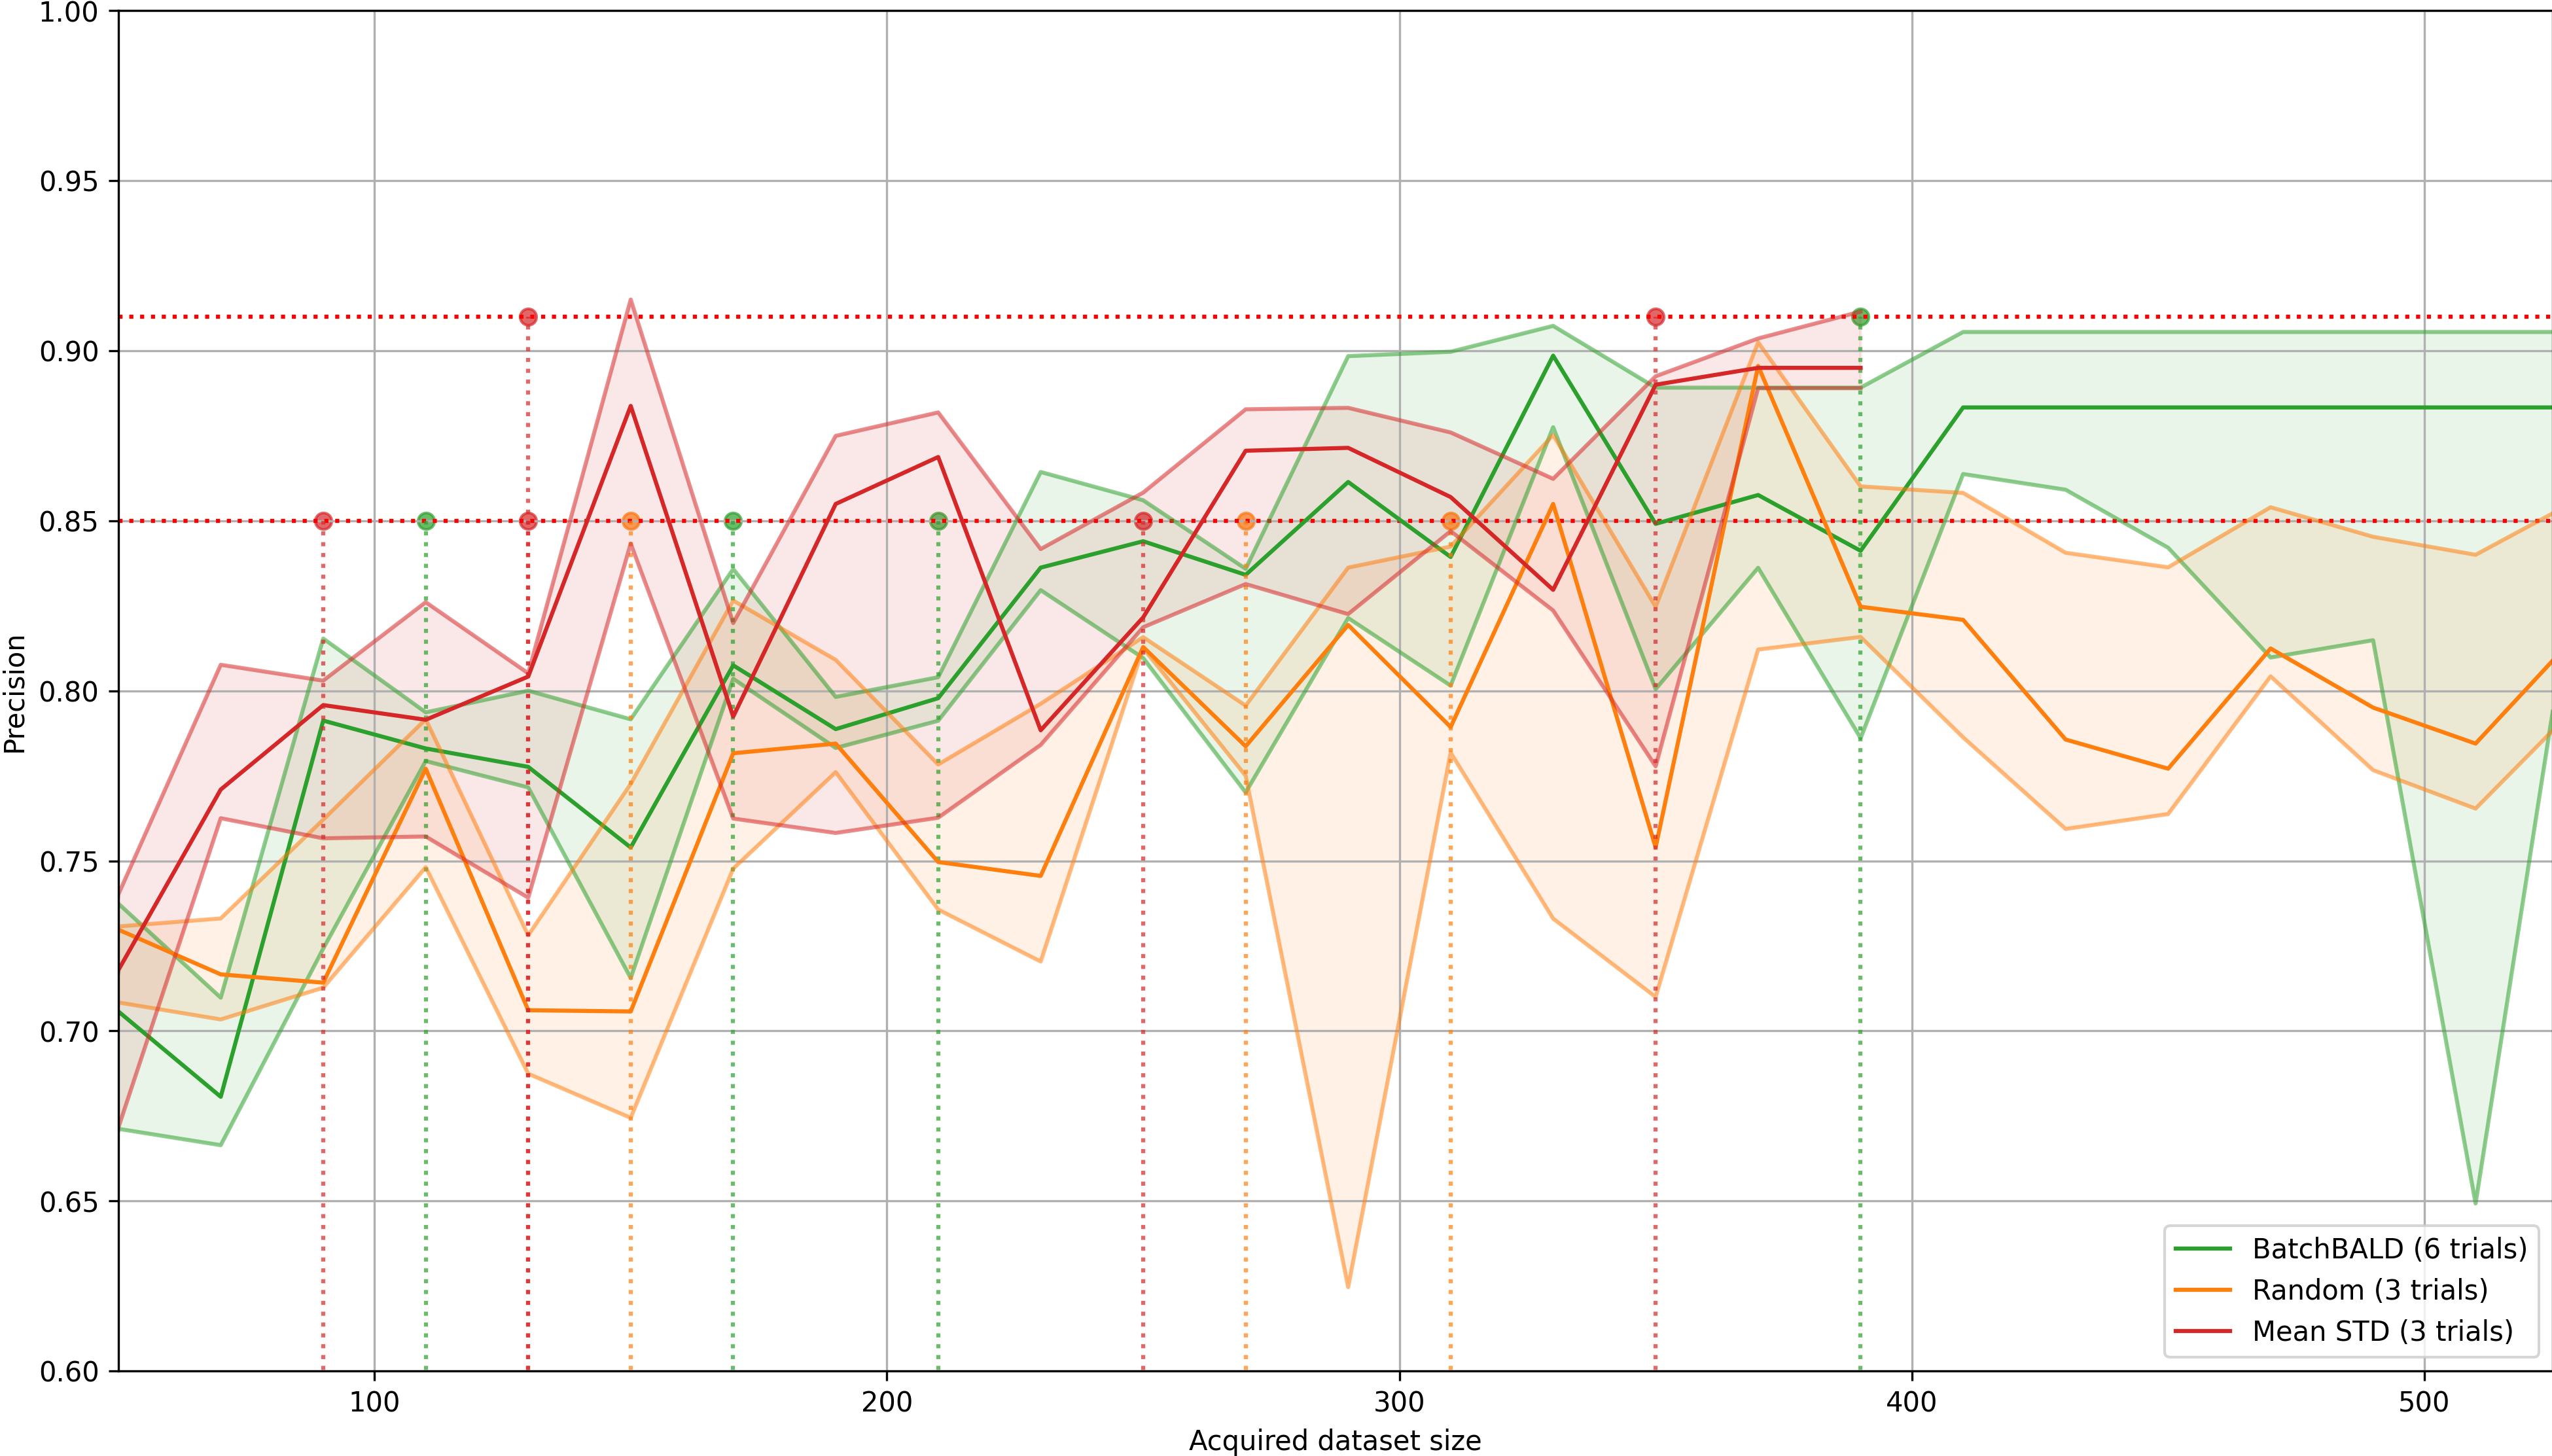 1.00
0.95
0.90
0.85
0.80
0.75
0.70
0.65
0.60
Precision
100
200
300
400
500
Acquired dataset size
BatchBALD (6 trials)
Random (3 trials)
Mean STD (3 trials)